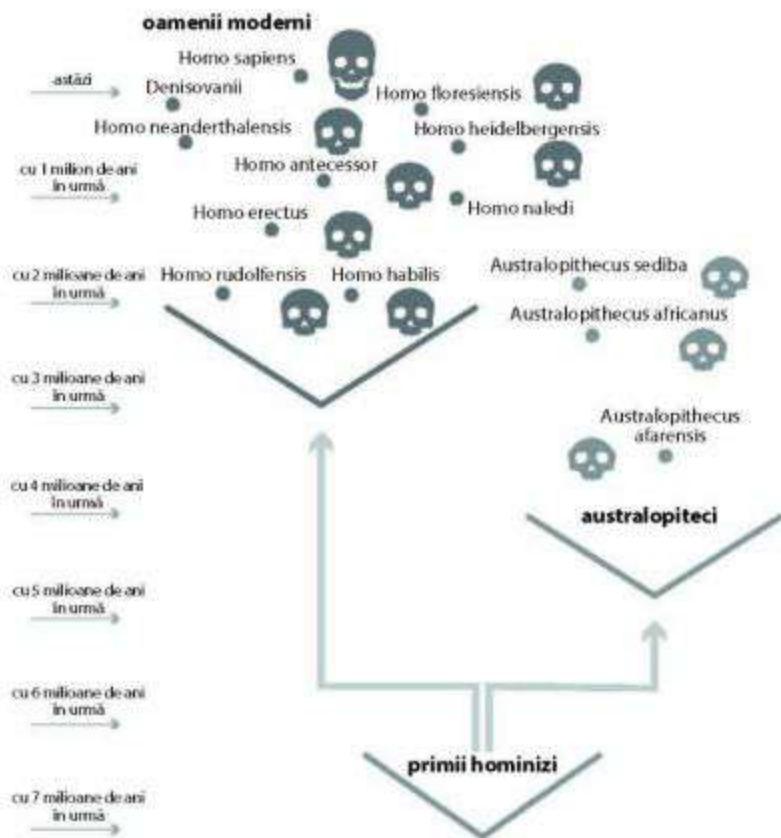 oamenii moderni
Homo sapiens
astăzi
Denisovanii
Homo floresiensis
Homo neanderthalensis
Homo heidelbergensis
cu 1 milion de ani
în urmă
Homo antecessor
Homo erectus
Homo naledi
cu 2 milioane de ani
în urmă
Homo rudolfensis
Homo habilis
Australopithecus sediba
Australopithecus africanus
cu 3 milioane de ani
în urmă
Australopithecus
afarensis
cu 4 milioane de ani
în urmă
australopiteci
cu 5 milioane de ani
în urmă
cu 6 milioane de ani
în urmă
primii hominizi
cu 7 milioane de ani
în urmă